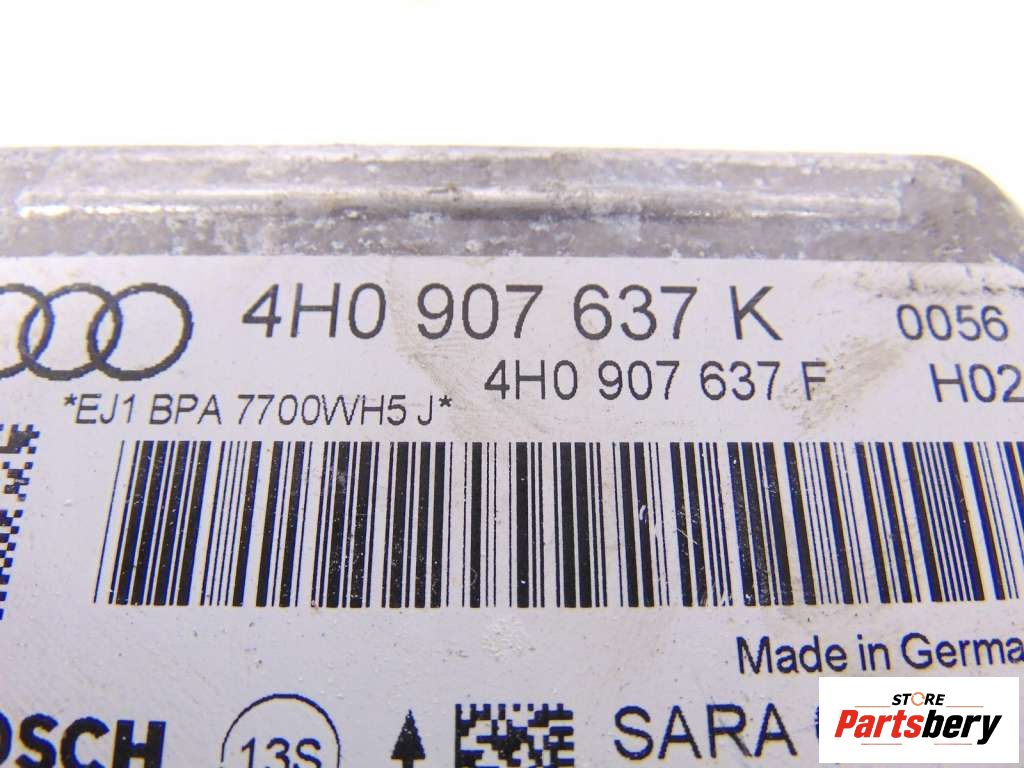 4H0 907 637 K 0056
4H0 907 637 F H02
*EJ1 BPA 7700WH5 J*
Made in Germa
OSCH 13S SARA
STORE
Partsbery